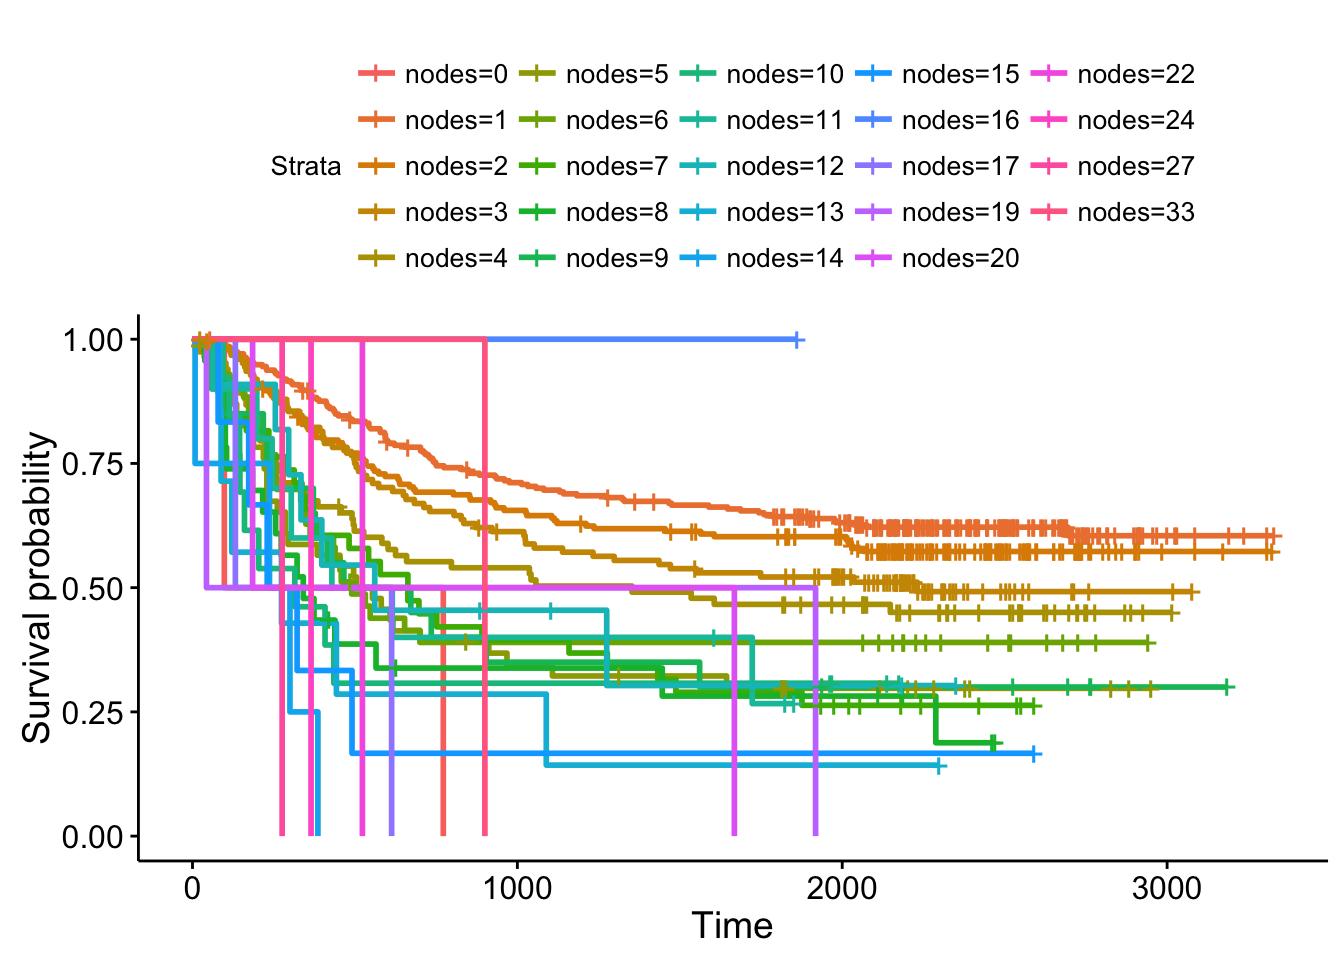 nodes=0 nodes=5 nodes=10 nodes=15 nodes=22
nodes=1 nodes=6 nodes=11 nodes=16 nodes=24
Strata nodes=2 nodes=7 nodes=12 nodes=17 nodes=27
nodes=3 nodes=8 nodes=13 nodes=19 nodes=33
nodes=4 nodes=9 nodes=14 nodes=20
Survival probability
1.00
0.75
0.50
0.25
0.00
0 1000 2000 3000
Time